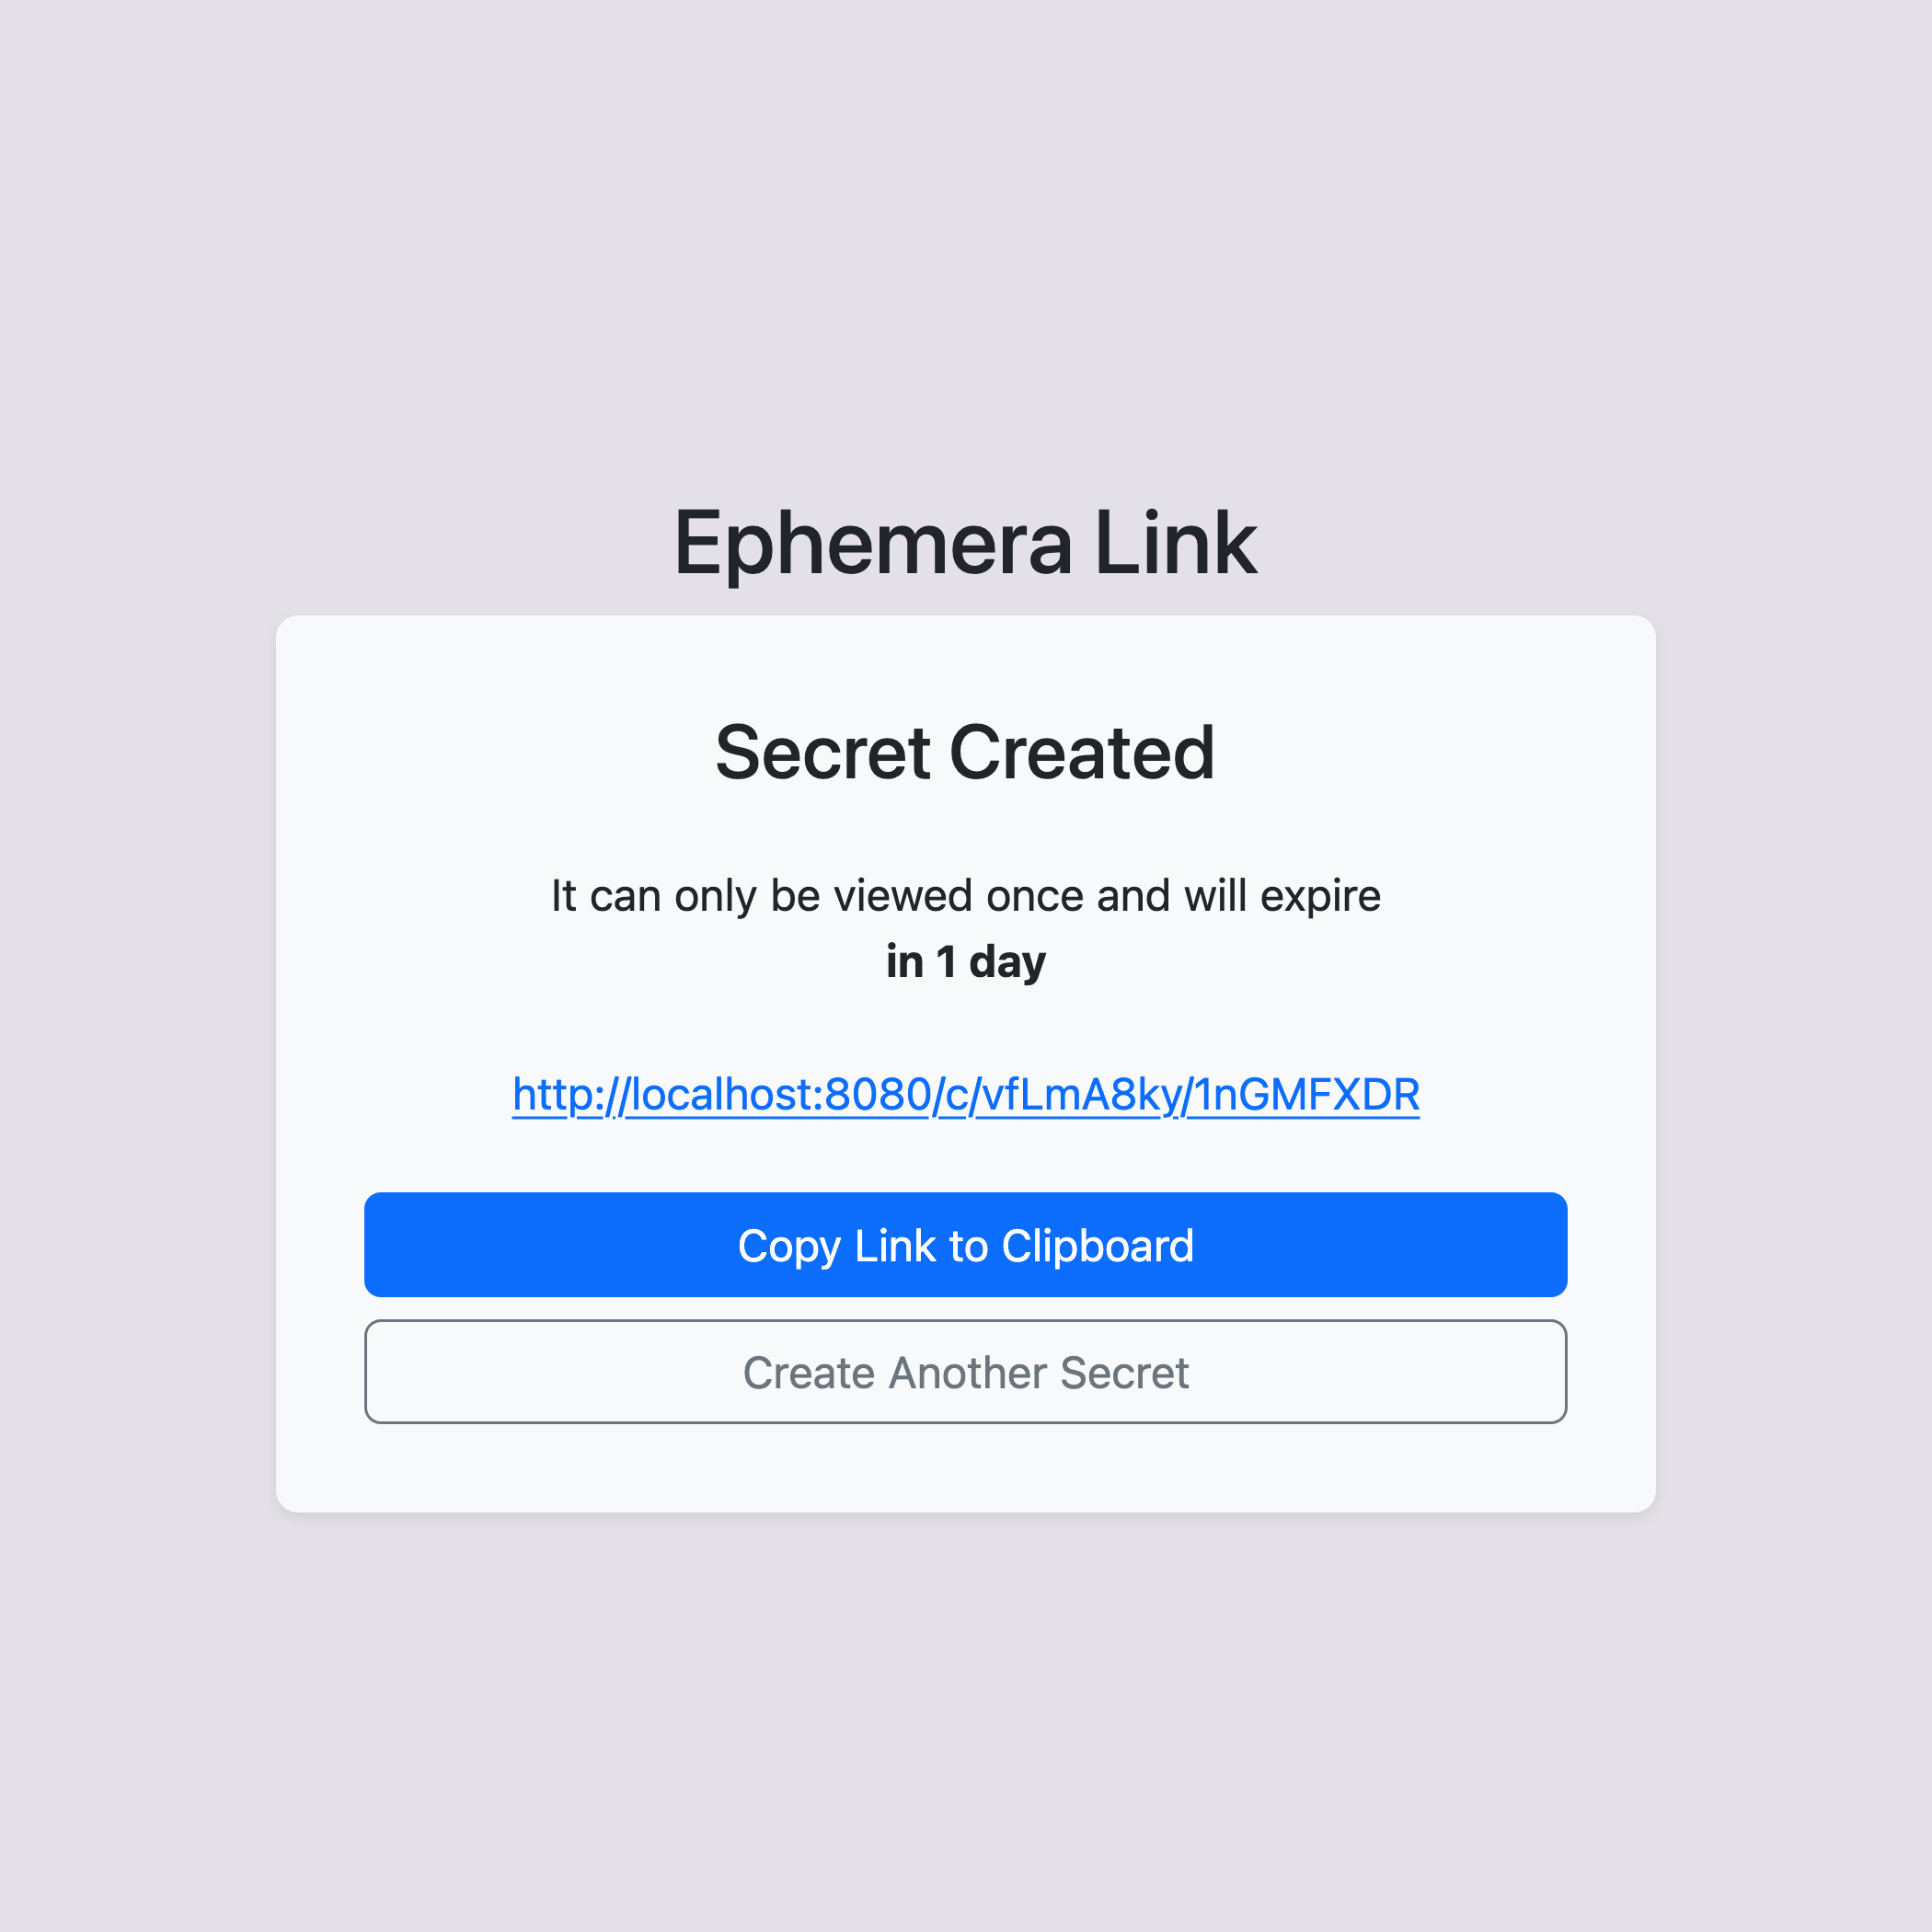 Ephemera Link
Secret Created
It can only be viewed once and will expire
in 1 day
http://localhost:8080/c/vfLmA8ky/1nGMFXDR
Copy Link to Clipboard
Create Another Secret